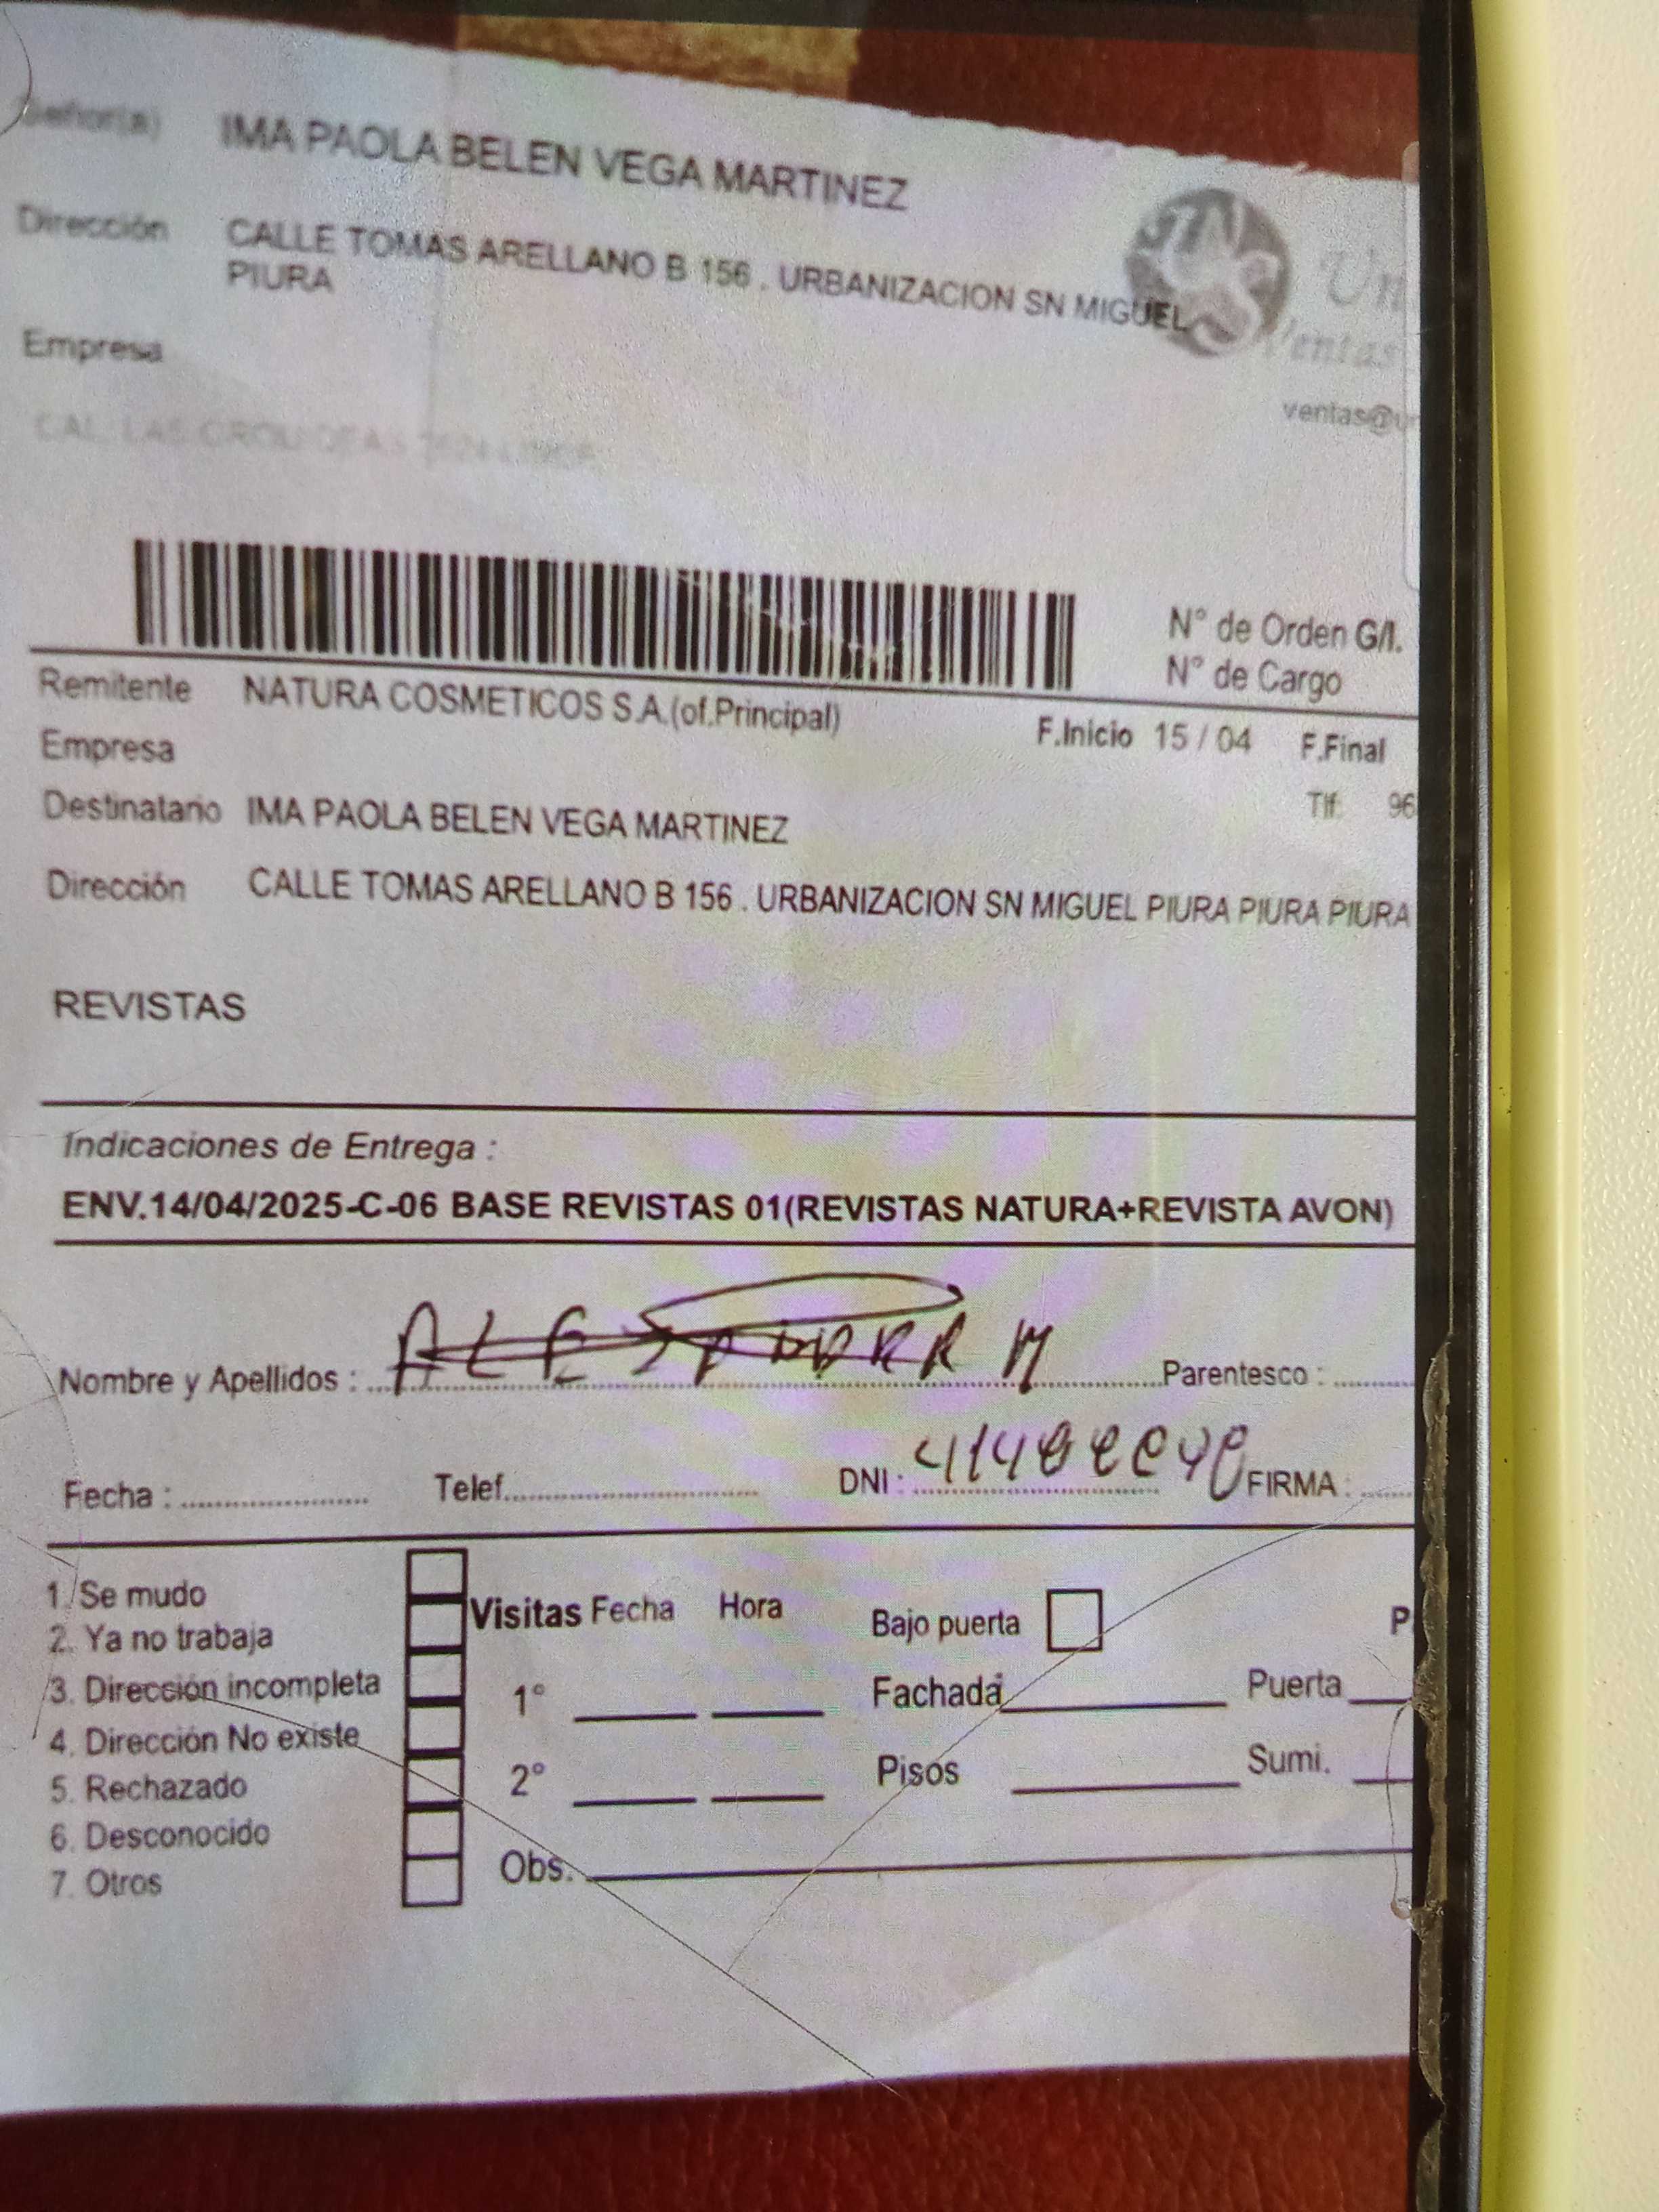 Señor(a) IMA PAOLA BELEN VEGA MARTINEZ
Dirección CALLE TOMAS ARELLANO B 156 . URBANIZACION SN MIGUEL
PIURA
Un
Ventas
Empresa
ventas@
N° de Orden G/I.
N° de Cargo
Remitente NATURA COSMETICOS S.A.(of.Principal)
F.Inicio 15 / 04 F.Final
Empresa
Tlf: 96
Destinatario IMA PAOLA BELEN VEGA MARTINEZ
Dirección CALLE TOMAS ARELLANO B 156 . URBANIZACION SN MIGUEL PIURA PIURA PIURA
REVISTAS
Indicaciones de Entrega :
ENV.14/04/2025-C-06 BASE REVISTAS 01(REVISTAS NATURA+REVISTA AVON)
Nombre y Apellidos : M Parentesco :
Fecha : Telef. DNI : FIRMA :
1. Se mudo
2. Ya no trabaja
3. Dirección incompleta
4. Dirección No existe
5. Rechazado
6. Desconocido
7. Otros
Visitas Fecha Hora
1°
2°
Obs.
Bajo puerta P
Fachada Puerta
Pisos Sumi.